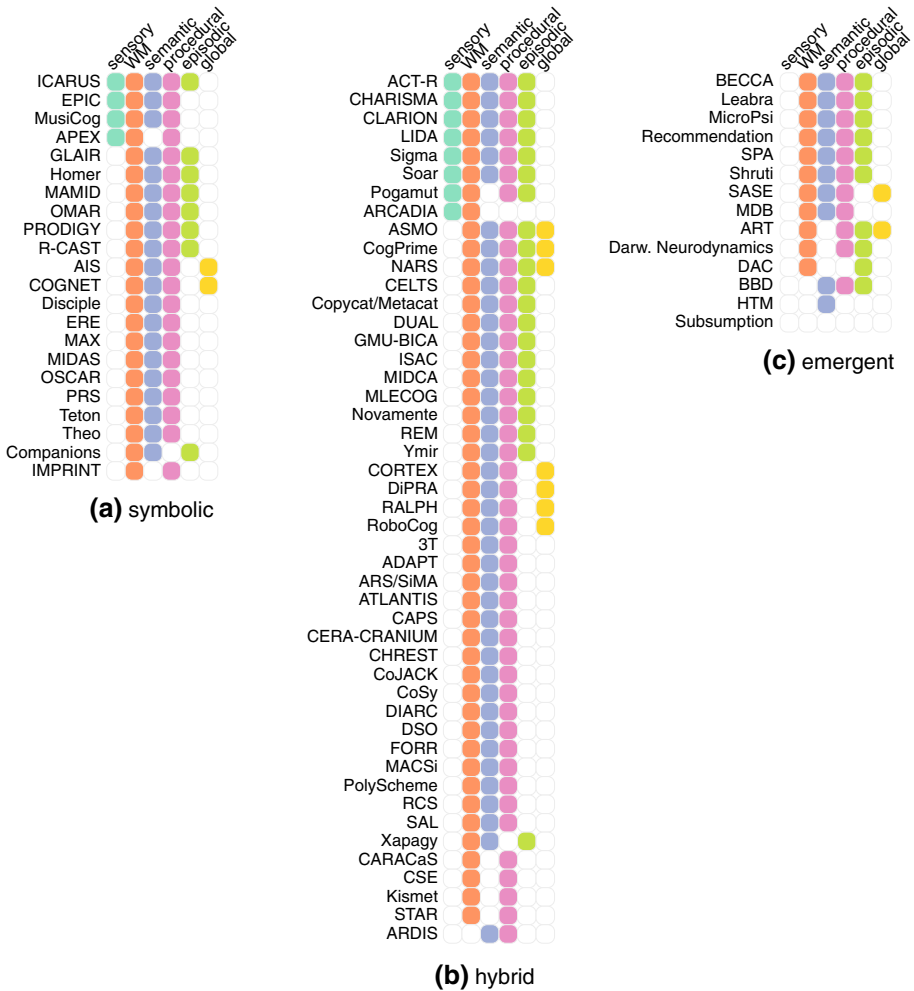 sensory
WM
semantic
procedural
episodic
global
ICARUS
EPIC
MusiCog
APEX
GLAIR
Homer
MAMID
OMAR
PRODIGY
R-CAST
AIS
COGNET
Disciple
ERE
MAX
MIDAS
OSCAR
PRS
Teton
Theo
Companions
IMPRINT
(a) symbolic
sensory
WM
semantic
procedural
episodic
global
ACT-R
CHARISMA
CLARION
LIDA
Sigma
Soar
Pogamut
ARCADIA
ASMO
CogPrime
NARS
CELTS
Copycat/Metacat
DUAL
GMU-BICA
ISAC
MIDCA
MLECOG
Novamente
REM
Ymir
CORTEX
DiPRA
RALPH
RoboCog
3T
ADAPT
ARS/SiMA
ATLANTIS
CAPS
CERA-CRANIUM
CHREST
CoJACK
CoSy
DIARC
DSO
FORR
MACSi
PolyScheme
RCS
SAL
Xapagy
CARACaS
CSE
Kismet
STAR
ARDIS
(b) hybrid
sensory
WM
semantic
procedural
episodic
global
BECCA
Leabra
MicroPsi
Recommendation
SPA
Shruti
SASE
MDB
ART
Darw. Neurodynamics
DAC
BBD
HTM
Subsumption
(c) emergent